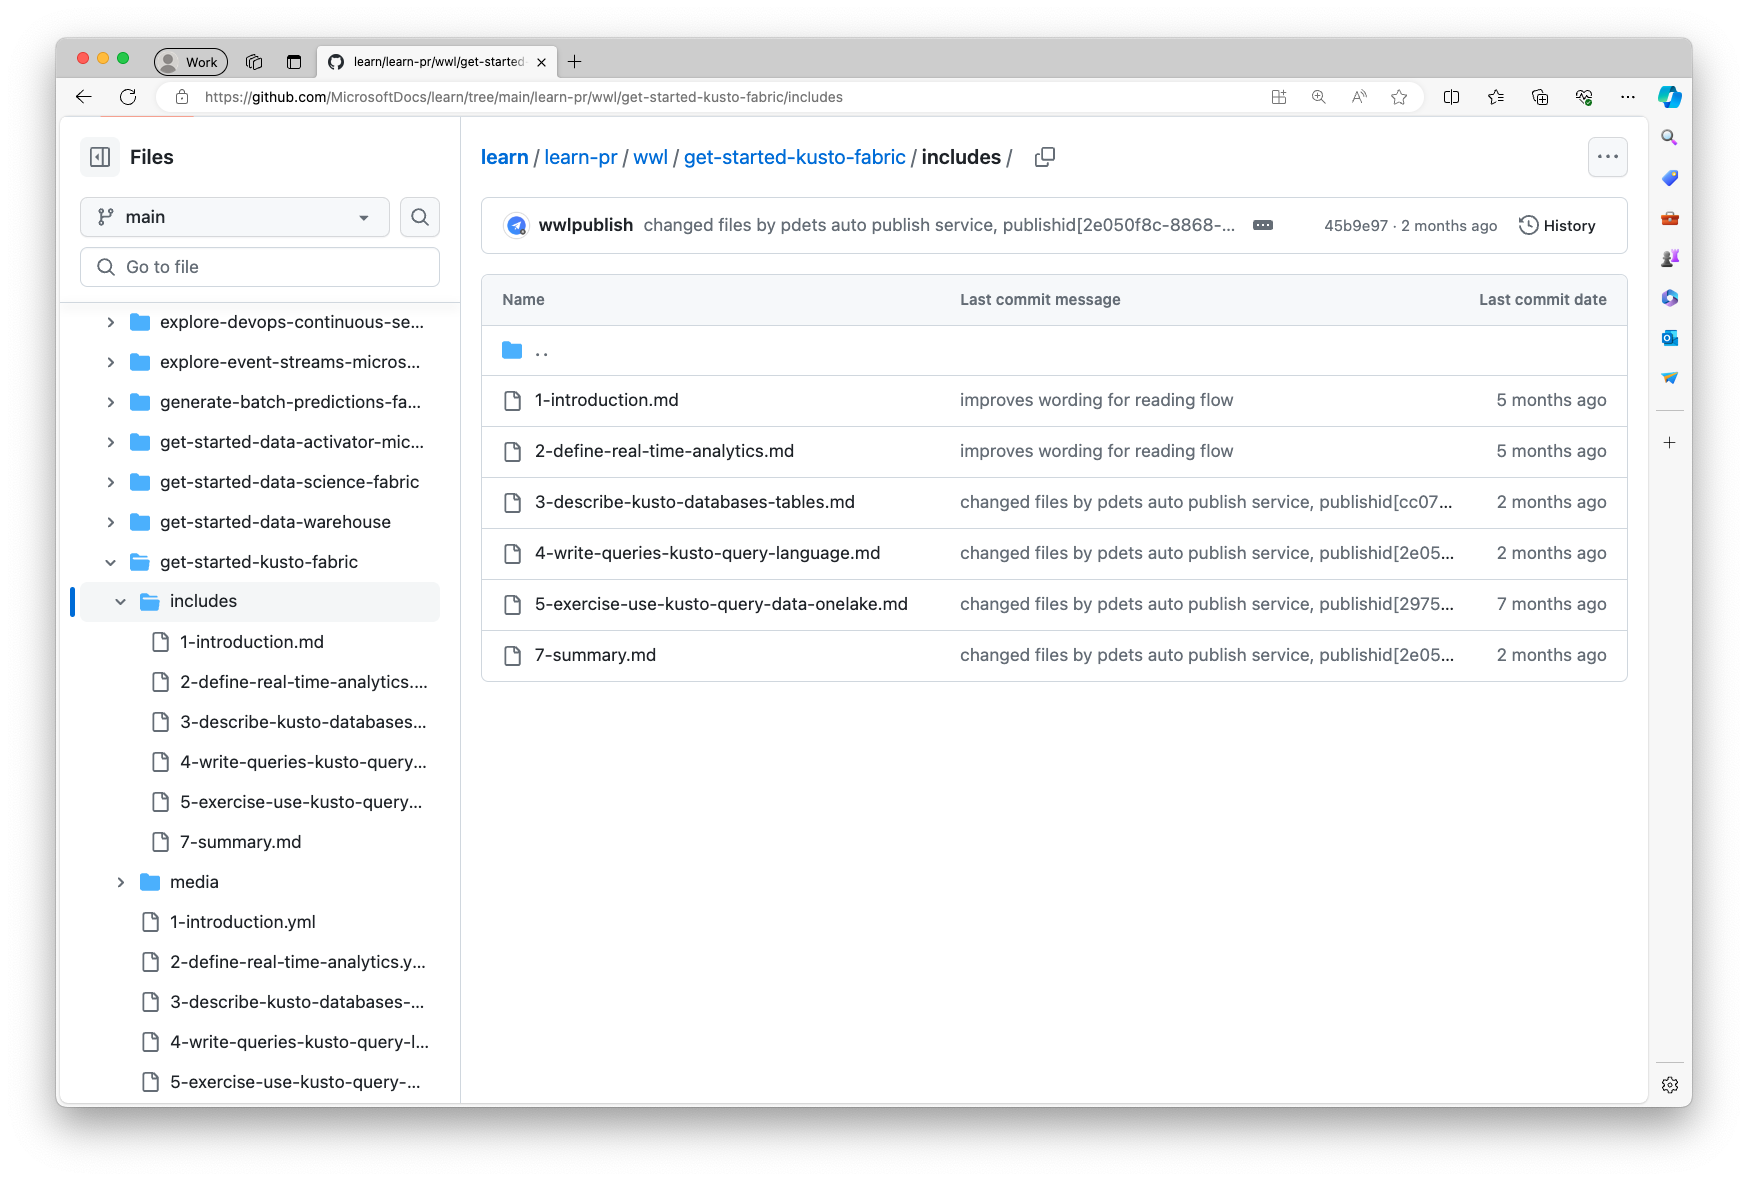 Work
learn/learn-pr/wwl/get-started
https://github.com/MicrosoftDocs/learn/tree/main/learn-pr/wwl/get-started-kusto-fabric/includes
Files
main
Go to file
explore-devops-continuous-se...
explore-event-streams-micros...
generate-batch-predictions-fa...
get-started-data-activator-mic...
get-started-data-science-fabric
get-started-data-warehouse
get-started-kusto-fabric
includes
1-introduction.md
2-define-real-time-analytics....
3-describe-kusto-databases...
4-write-queries-kusto-query...
5-exercise-use-kusto-query...
7-summary.md
media
1-introduction.yml
2-define-real-time-analytics.y...
3-describe-kusto-databases-...
4-write-queries-kusto-query-l...
5-exercise-use-kusto-query-...
learn / learn-pr / wwl / get-started-kusto-fabric / includes /
wwlpublish changed files by pdets auto publish service, publishid[2e050f8c-8868-... 45b9e97 · 2 months ago History
Name Last commit message Last commit date
..
1-introduction.md improves wording for reading flow 5 months ago
2-define-real-time-analytics.md improves wording for reading flow 5 months ago
3-describe-kusto-databases-tables.md changed files by pdets auto publish service, publishid[cc07... 2 months ago
4-write-queries-kusto-query-language.md changed files by pdets auto publish service, publishid[2e05... 2 months ago
5-exercise-use-kusto-query-data-onelake.md changed files by pdets auto publish service, publishid[2975... 7 months ago
7-summary.md changed files by pdets auto publish service, publishid[2e05... 2 months ago